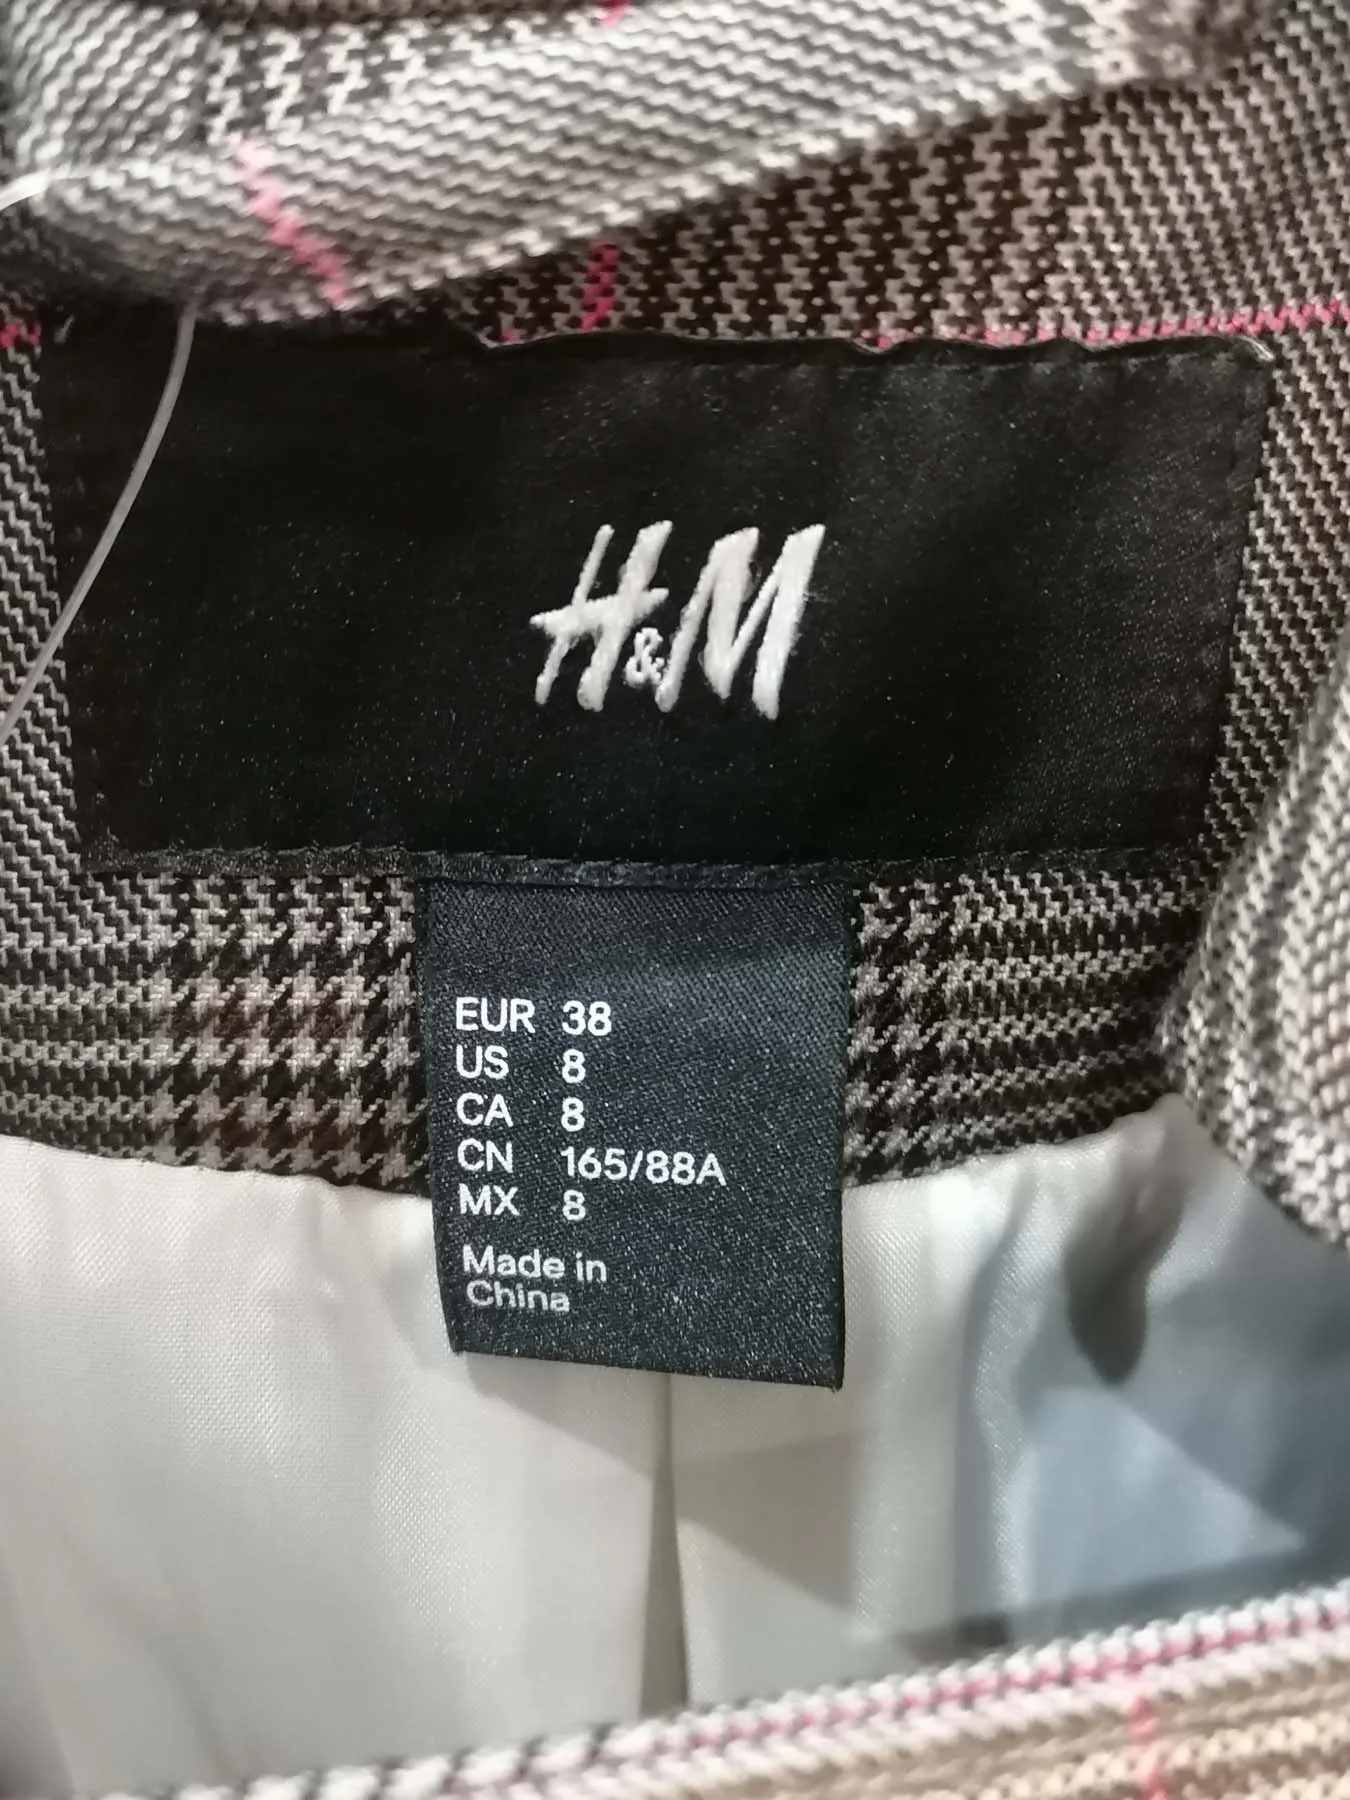 H&M
EUR 38
US 8
CA 8
CN 165/88A
MX 8
Made in
China